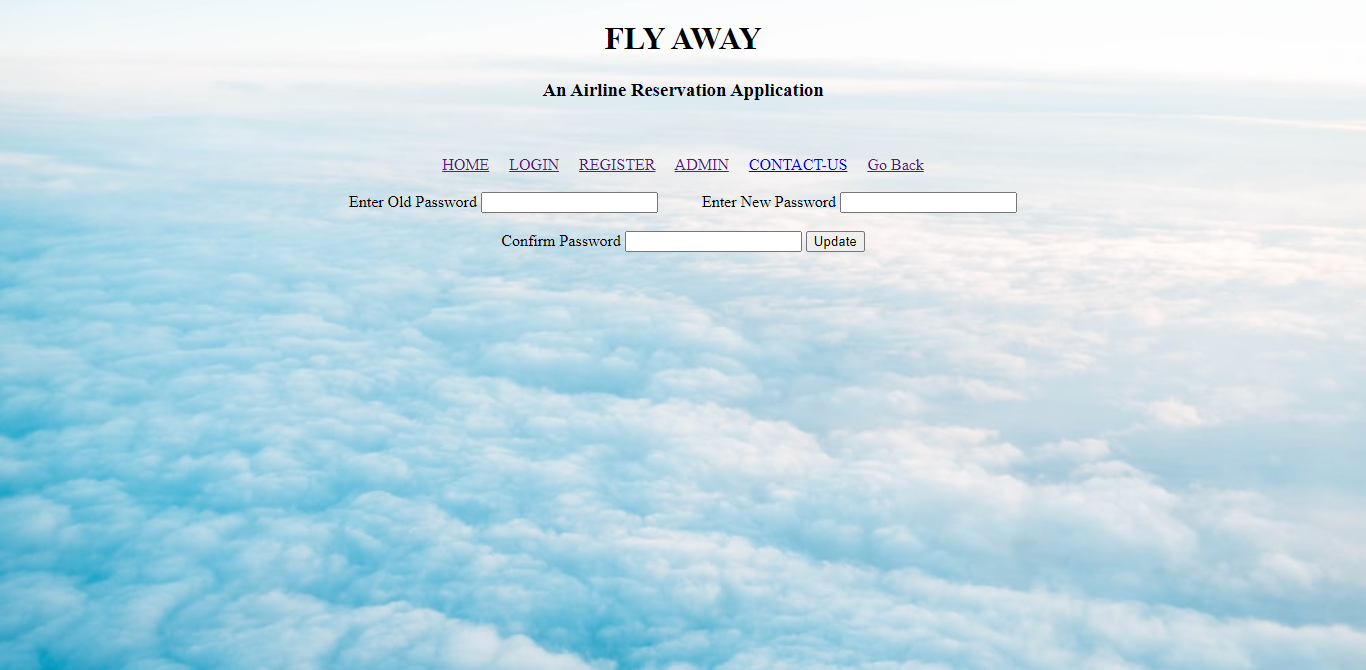 FLY AWAY
An Airline Reservation Application
HOME LOGIN REGISTER ADMIN CONTACT-US Go Back
Enter Old Password Enter New Password
Confirm Password Update